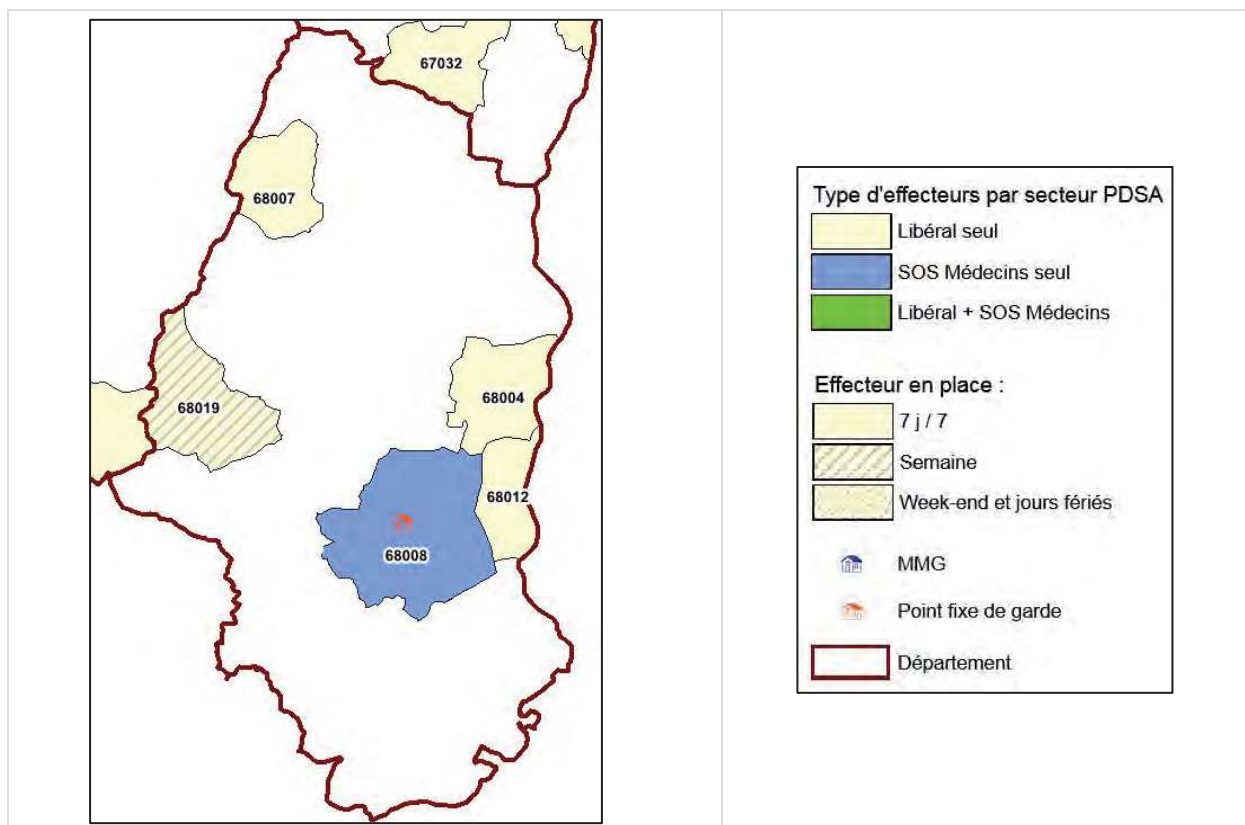 67032
68007
68019
68004
68012
68008
Type d'effecteurs par secteur PDSA
Libéral seul
SOS Médecins seul
Libéral + SOS Médecins
Effecteur en place :
7 j / 7
Semaine
Week-end et jours fériés
MMG
Point fixe de garde
Département